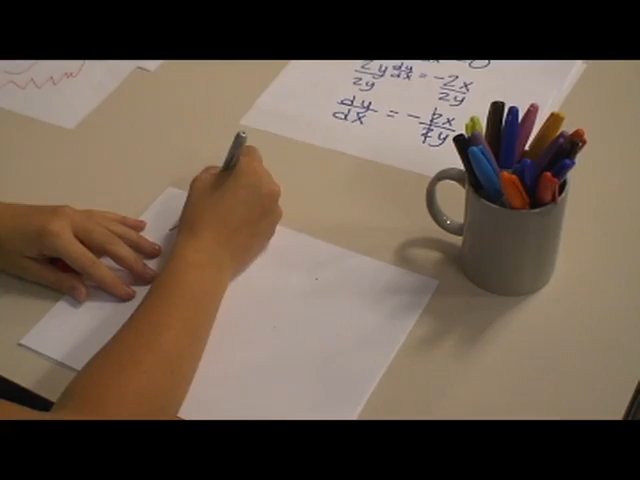 2y/2y dy/dx = -2x/2y
dy/dx = -2x/2y